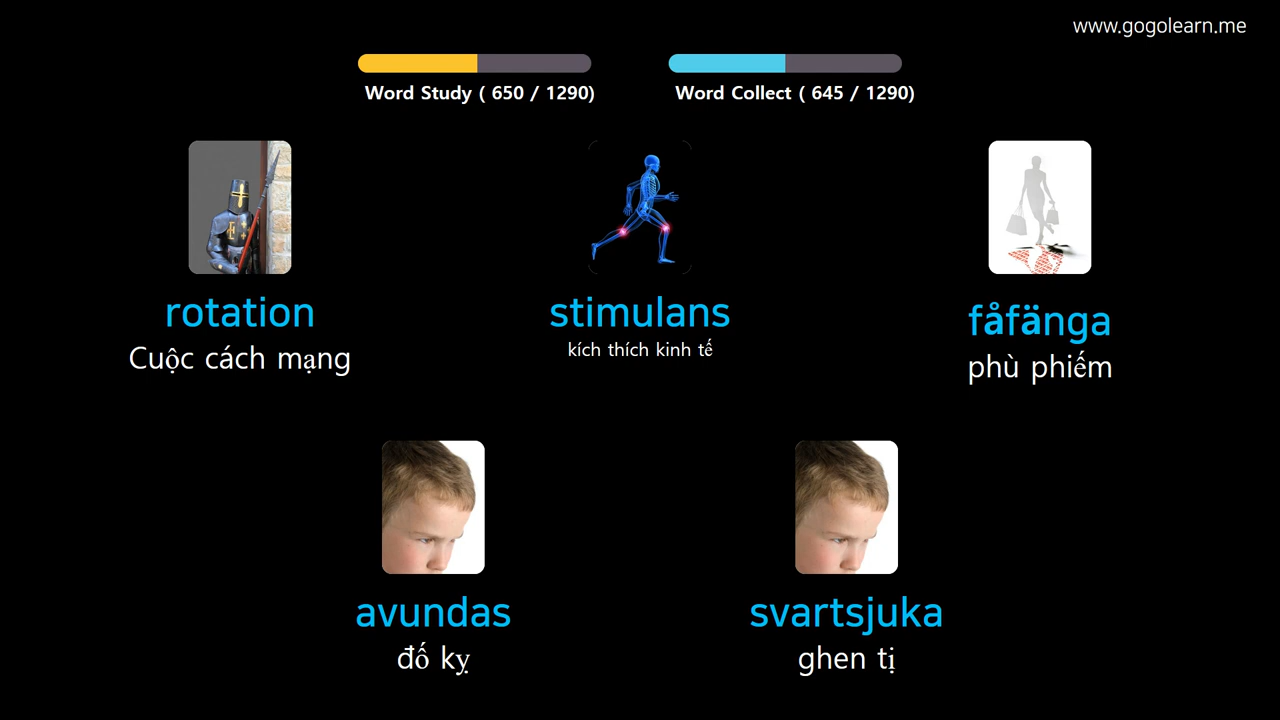 www.gogolearn.me
Word Study ( 650 / 1290)
Word Collect ( 645 / 1290)
rotation
Cuộc cách mạng
stimulans
kích thích kinh tế
fåfänga
phù phiếm
avundas
đố kỵ
svartsjuka
ghen tị